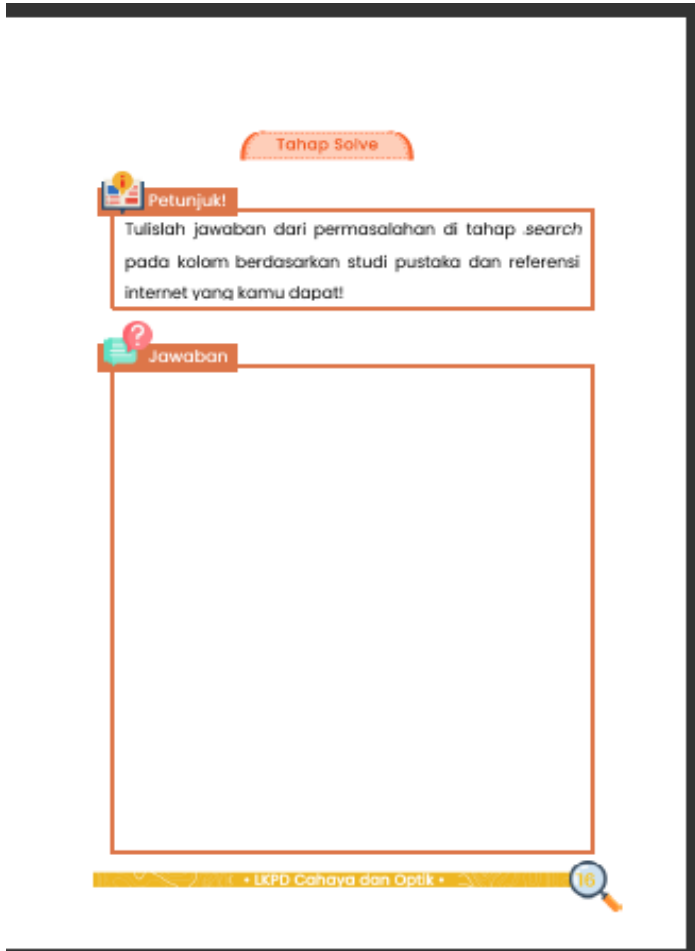 Tahap Solve
Petunjuk!
Tulislah jawaban dari permasalahan di tahap search
pada kolom berdasarkan studi pustaka dan referensi
internet yang kamu dapat!
Jawaban
• LKPD Cahaya dan Optik •
16